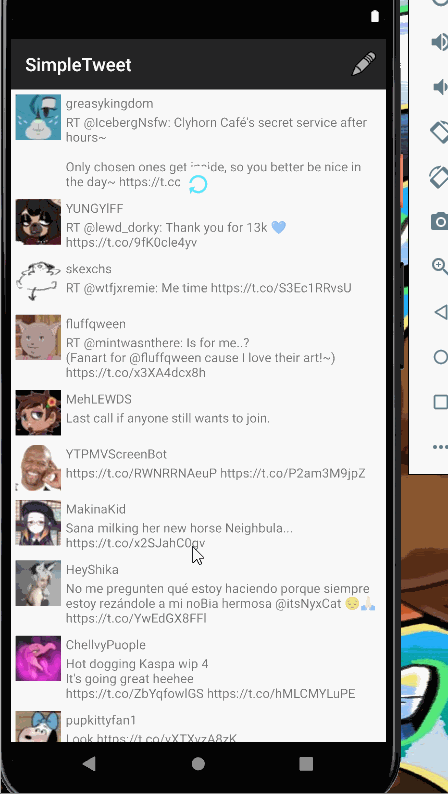 SimpleTweet
greasykingdom
RT @IcebergNsfw: Clyhorn Café's secret service after
hours~
Only chosen ones get inside, so you better be nice in
the day~ https://t.cc
YUNGYIFF
RT @lewd_dorky: Thank you for 13k 💙
https://t.co/9fK0cle4yv
skexchs
RT @wtfjxremie: Me time https://t.co/S3Ec1RRvsU
fluffqween
RT @mintwasnthere: Is for me..?
(Fanart for @fluffqween cause I love their art!~)
https://t.co/x3XA4dcx8h
MehLEWDS
Last call if anyone still wants to join.
YTPMVScreenBot
https://t.co/RWNRRNAeuP https://t.co/P2am3M9jpZ
MakinaKid
Sana milking her new horse Neighbula...
https://t.co/x2SJahC0qv
HeyShika
No me pregunten qué estoy haciendo porque siempre
estoy rezándole a mi noBia hermosa @itsNyxCat 😔🙏🏻
https://t.co/YwEdGX8FFl
ChellvyPuople
Hot dogging Kaspa wip 4
It's going great heehee
https://t.co/ZbYqfowlGS https://t.co/hMLCMYLuPE
pupkittyfan1
Look https://t.co/vXTXvzA8zK